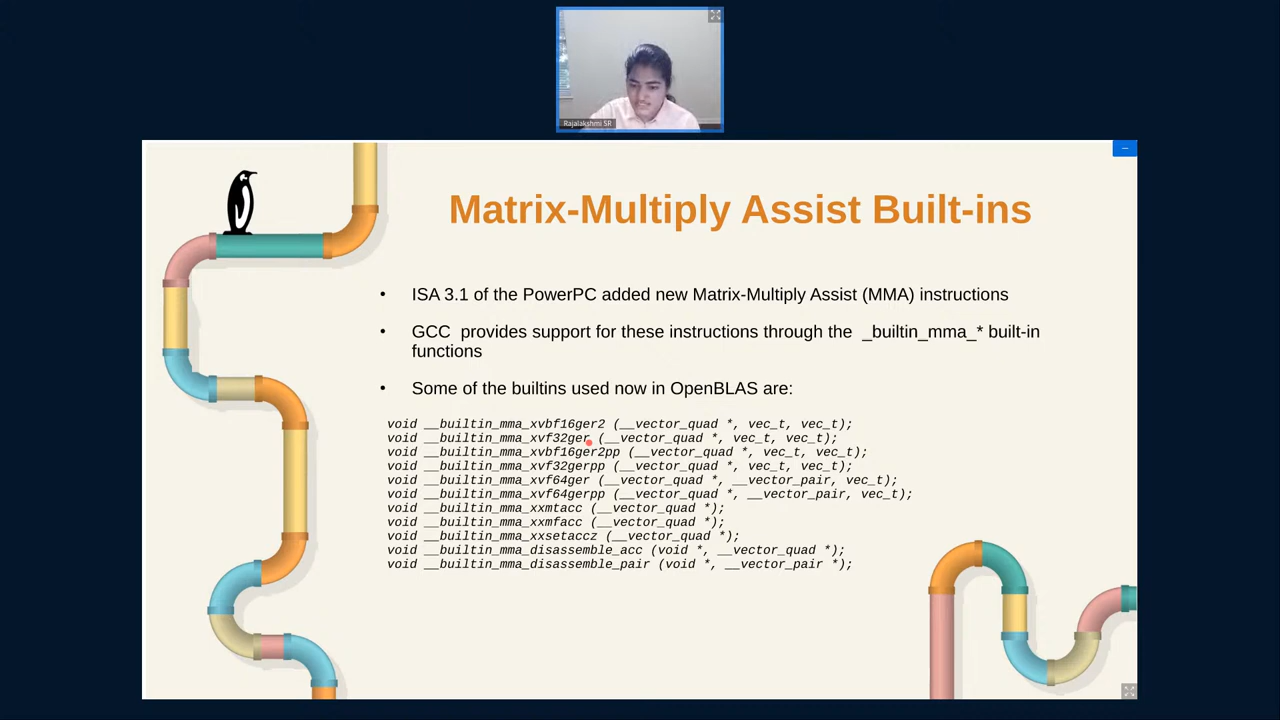 Rajalakshmi SR
Matrix-Multiply Assist Built-ins
• ISA 3.1 of the PowerPC added new Matrix-Multiply Assist (MMA) instructions
• GCC provides support for these instructions through the _builtin_mma_* built-in
functions
• Some of the builtins used now in OpenBLAS are:
void __builtin_mma_xvbf16ger2 (__vector_quad *, vec_t, vec_t);
void __builtin_mma_xvf32ger (__vector_quad *, vec_t, vec_t);
void __builtin_mma_xvbf16ger2pp (__vector_quad *, vec_t, vec_t);
void __builtin_mma_xvf32gerpp (__vector_quad *, vec_t, vec_t);
void __builtin_mma_xvf64ger (__vector_quad *, __vector_pair, vec_t);
void __builtin_mma_xvf64gerpp (__vector_quad *, __vector_pair, vec_t);
void __builtin_mma_xxmtacc (__vector_quad *);
void __builtin_mma_xxmfacc (__vector_quad *);
void __builtin_mma_xxsetaccz (__vector_quad *);
void __builtin_mma_disassemble_acc (void *, __vector_quad *);
void __builtin_mma_disassemble_pair (void *, __vector_pair *);